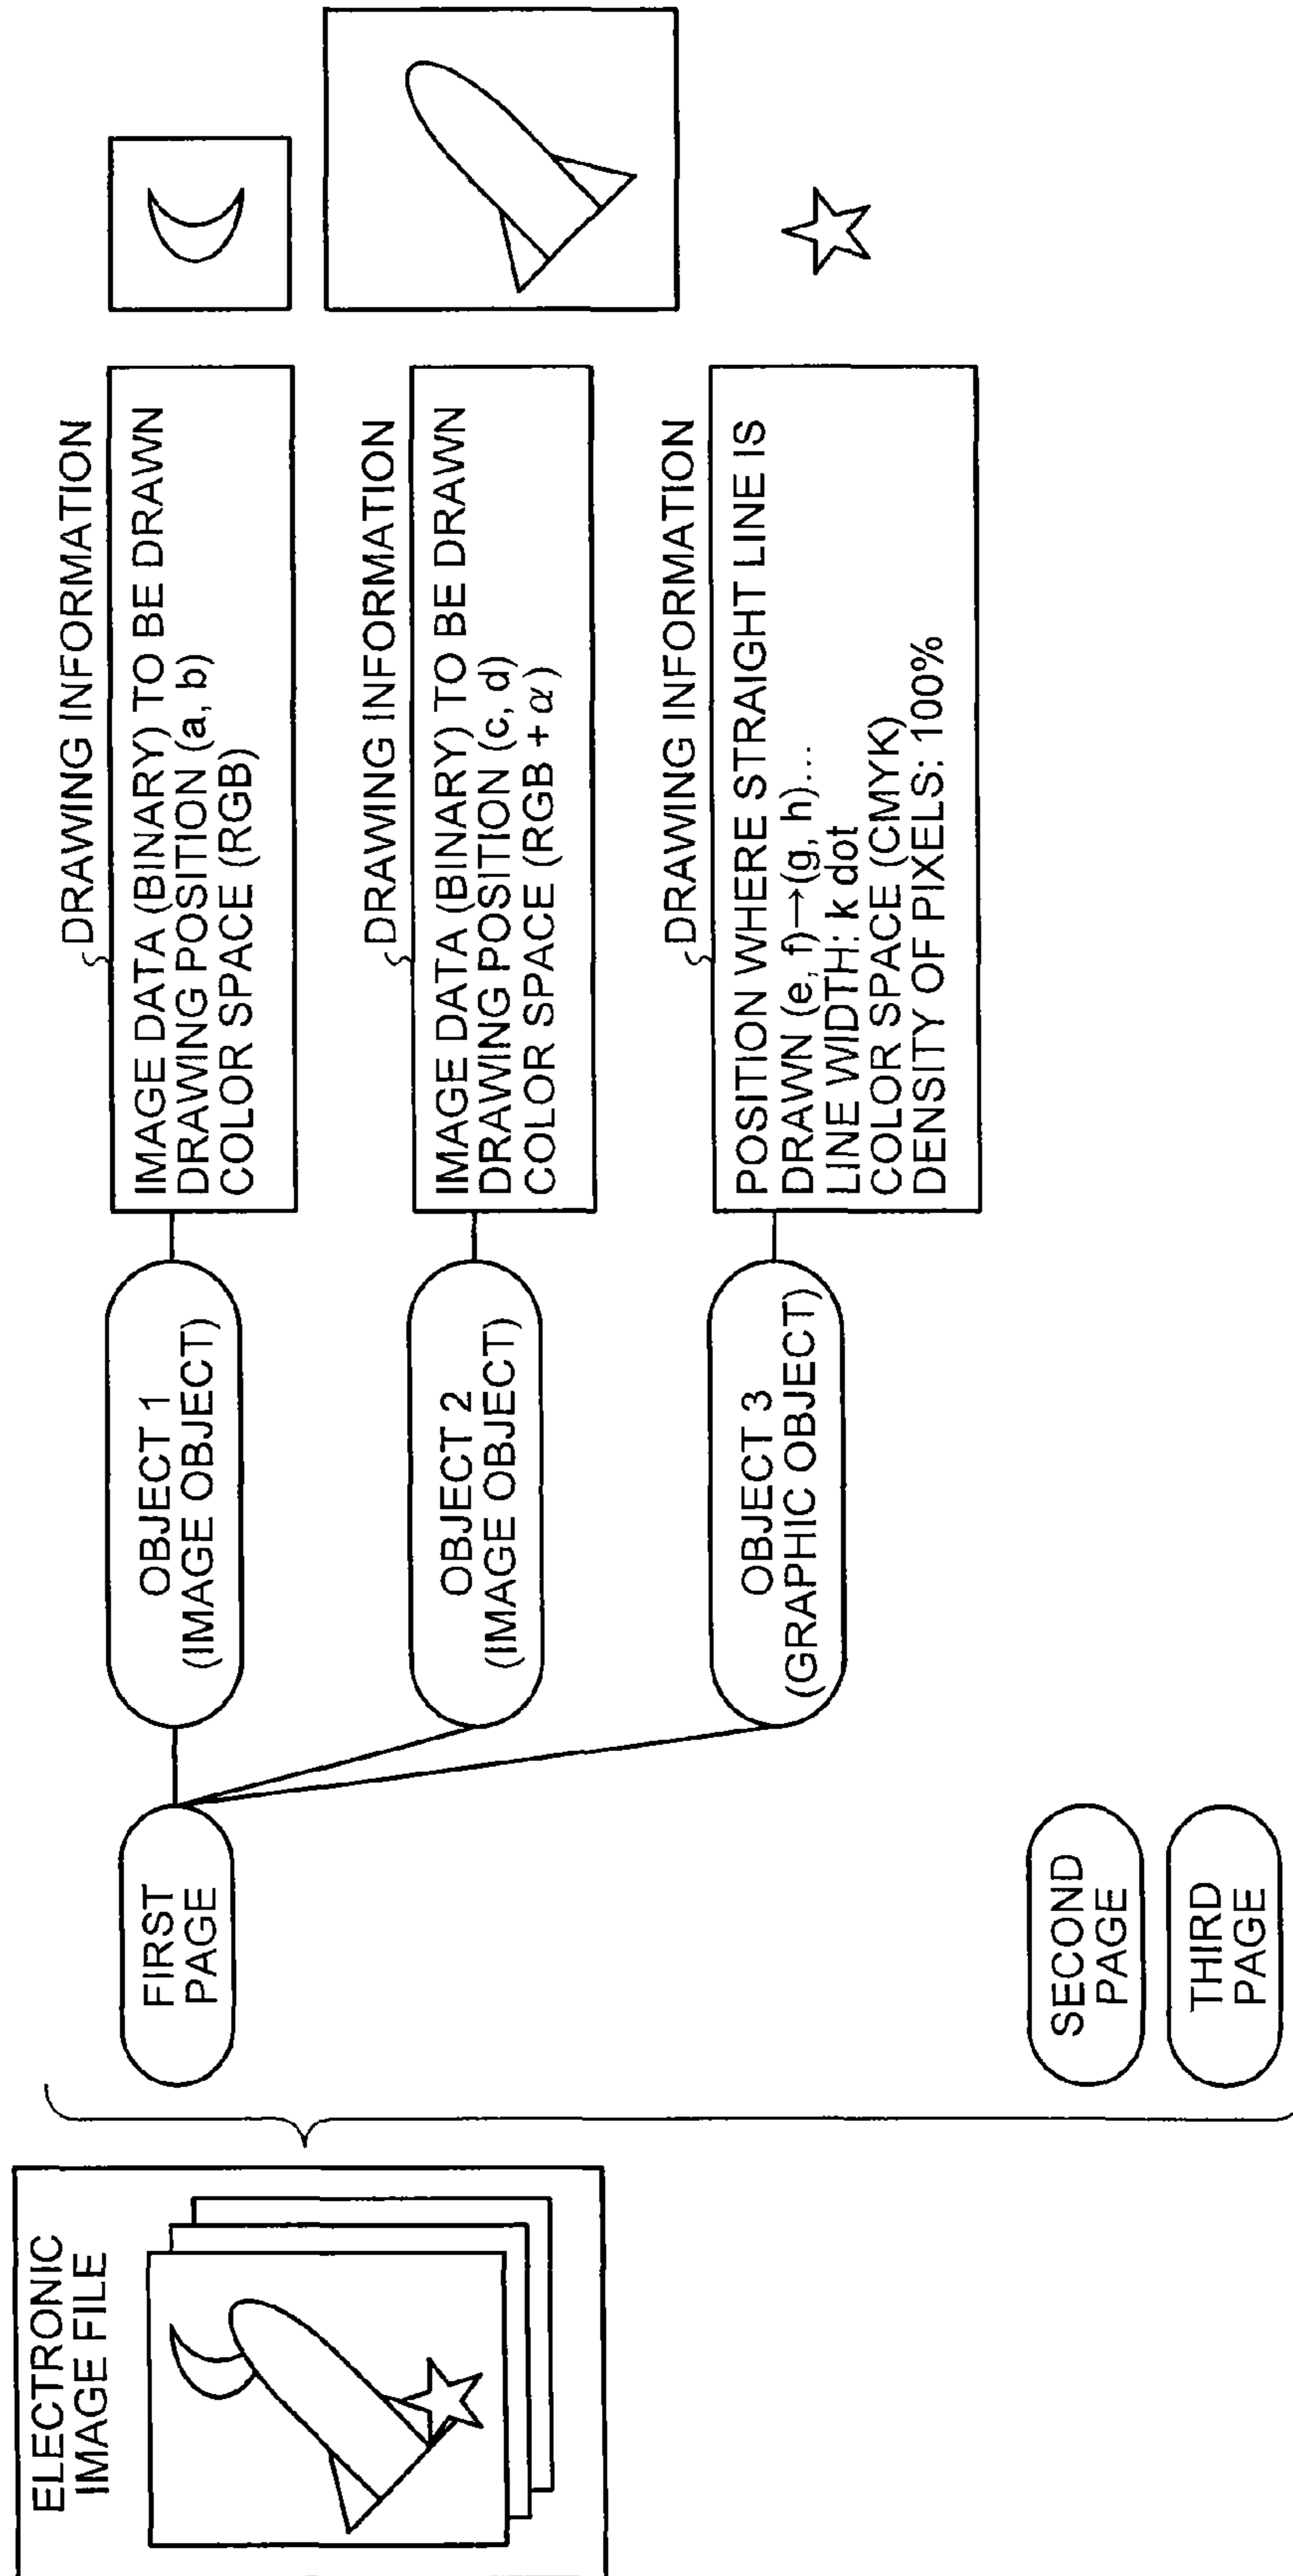 ELECTRONIC
IMAGE FILE
FIRST
PAGE
SECOND
PAGE
THIRD
PAGE
OBJECT 1
(IMAGE OBJECT)
OBJECT 2
(IMAGE OBJECT)
OBJECT 3
(GRAPHIC OBJECT)
DRAWING INFORMATION
IMAGE DATA (BINARY) TO BE DRAWN
DRAWING POSITION (a, b)
COLOR SPACE (RGB)
DRAWING INFORMATION
IMAGE DATA (BINARY) TO BE DRAWN
DRAWING POSITION (c, d)
COLOR SPACE (RGB + α)
DRAWING INFORMATION
POSITION WHERE STRAIGHT LINE IS
DRAWN (e, f)→(g, h)...
LINE WIDTH: k dot
COLOR SPACE (CMYK)
DENSITY OF PIXELS: 100%